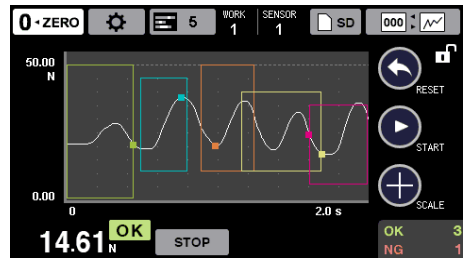 0 ZERO
5
WORK 1
SENSOR 1
SD
000
50.00
N
RESET
START
0.00
0
2.0 s
SCALE
14.61 N
OK
STOP
OK 3
NG 1